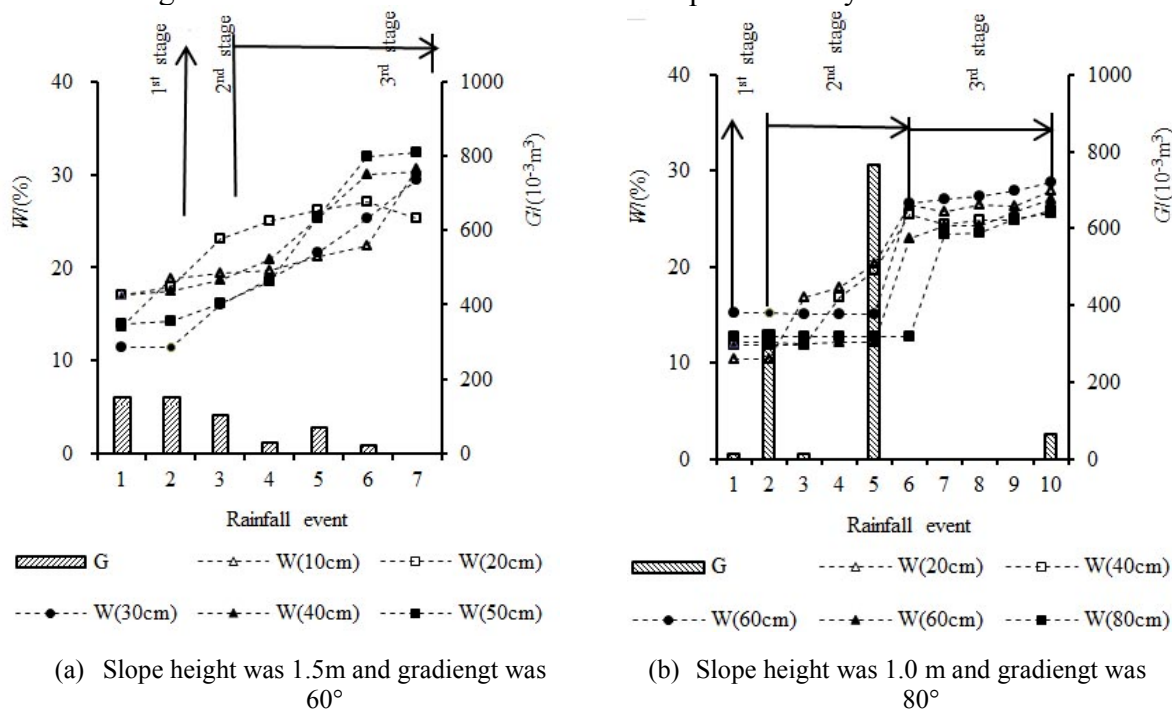 1st stage
2nd stage
3rd stage
40
30
20
10
0
W/(%)
1000
800
600
400
200
0
G/(10-3m3)
1 2 3 4 5 6 7
Rainfall event
G W(10cm) W(20cm)
W(30cm) W(40cm) W(50cm)
(a) Slope height was 1.5m and gradiengt was
60°
1st stage
2nd stage
3rd stage
40
30
20
10
0
W/(%)
1000
800
600
400
200
0
G/(10-3m3)
1 2 3 4 5 6 7 8 9 10
Rainfall event
G W(20cm) W(40cm)
W(60cm) W(60cm) W(80cm)
(b) Slope height was 1.0 m and gradiengt was
80°